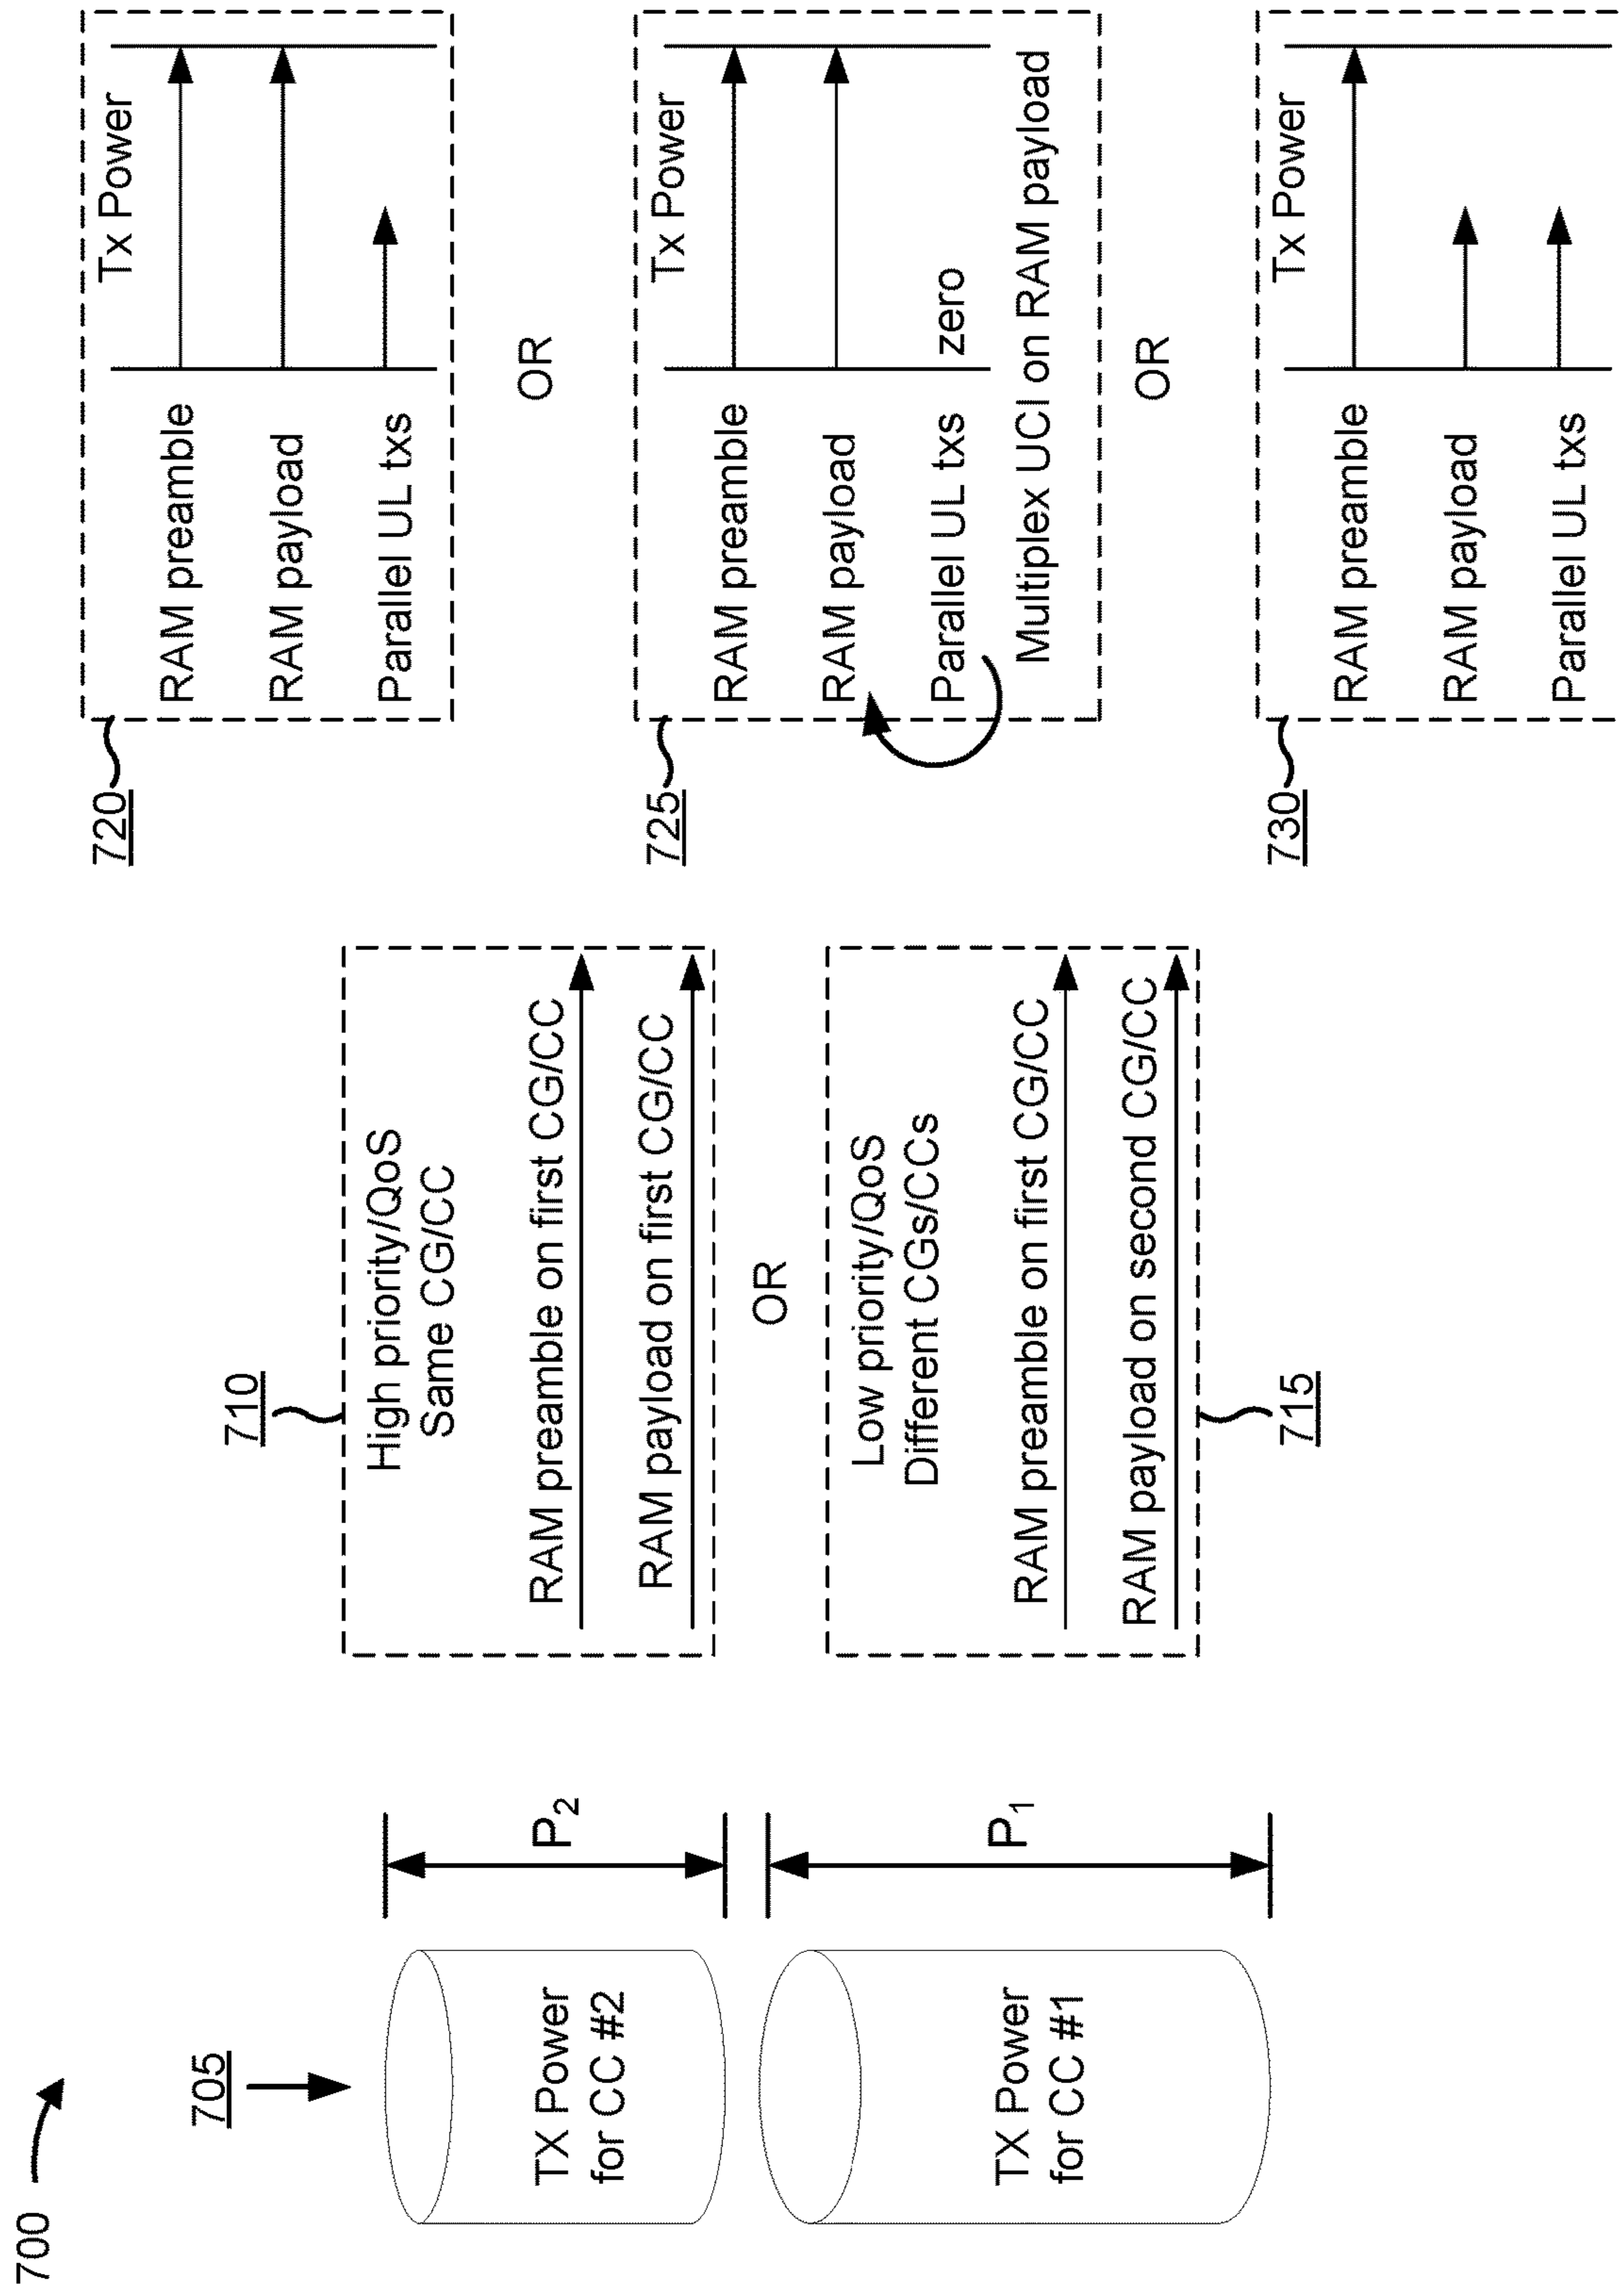 700
705
TX Power
for CC #2
P2
TX Power
for CC #1
P1
710
High priority/QoS
Same CG/CC
RAM preamble on first CG/CC
RAM payload on first CG/CC
OR
Low priority/QoS
Different CGs/CCs
RAM preamble on first CG/CC
RAM payload on second CG/CC
715
720
Tx Power
RAM preamble
RAM payload
Parallel UL txs
OR
725
Tx Power
RAM preamble
RAM payload
Parallel UL txs
zero
Multiplex UCI on RAM payload
OR
730
Tx Power
RAM preamble
RAM payload
Parallel UL txs